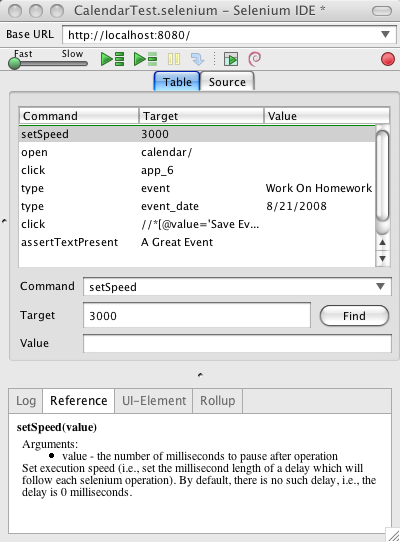 CalendarTest.selenium - Selenium IDE *
Base URL http://localhost:8080/
Fast Slow
Table Source
Command Target Value
setSpeed 3000
open calendar/
click app_6
type event Work On Homework
type event_date 8/21/2008
click //*[@value='Save Ev...
assertTextPresent A Great Event
Command setSpeed
Target 3000 Find
Value
Log Reference UI-Element Rollup
setSpeed(value)
Arguments:
• value - the number of milliseconds to pause after operation
Set execution speed (i.e., set the millisecond length of a delay which will
follow each selenium operation). By default, there is no such delay, i.e., the
delay is 0 milliseconds.